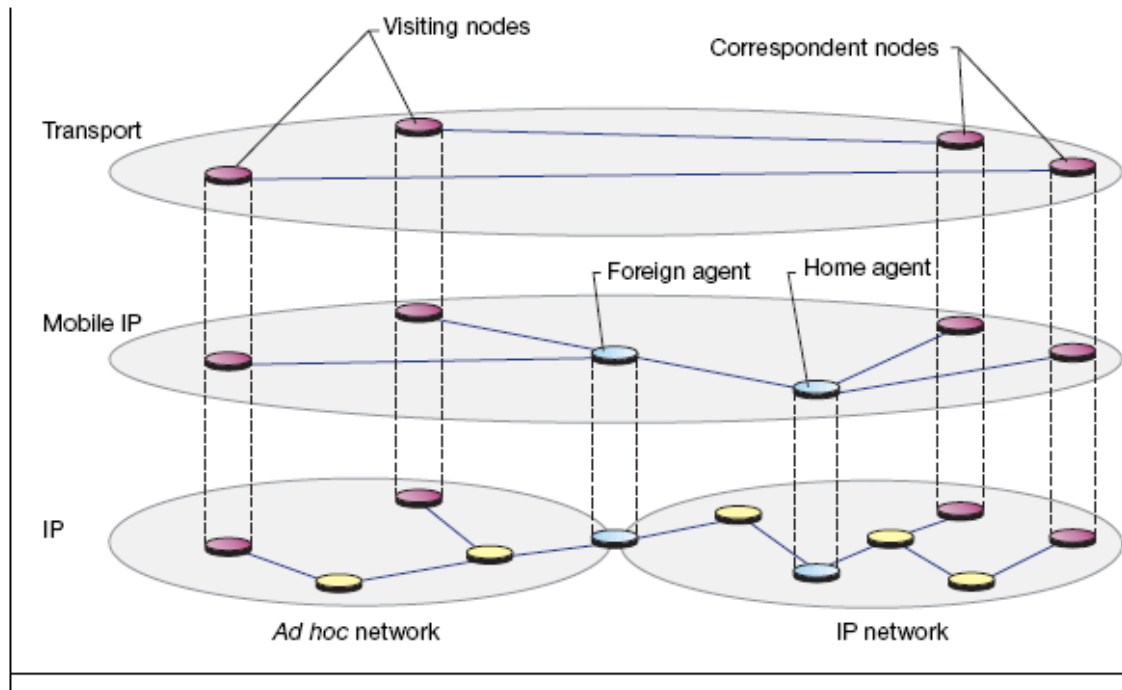 Visiting nodes
Correspondent nodes
Transport
Foreign agent
Home agent
Mobile IP
IP
Ad hoc network
IP network